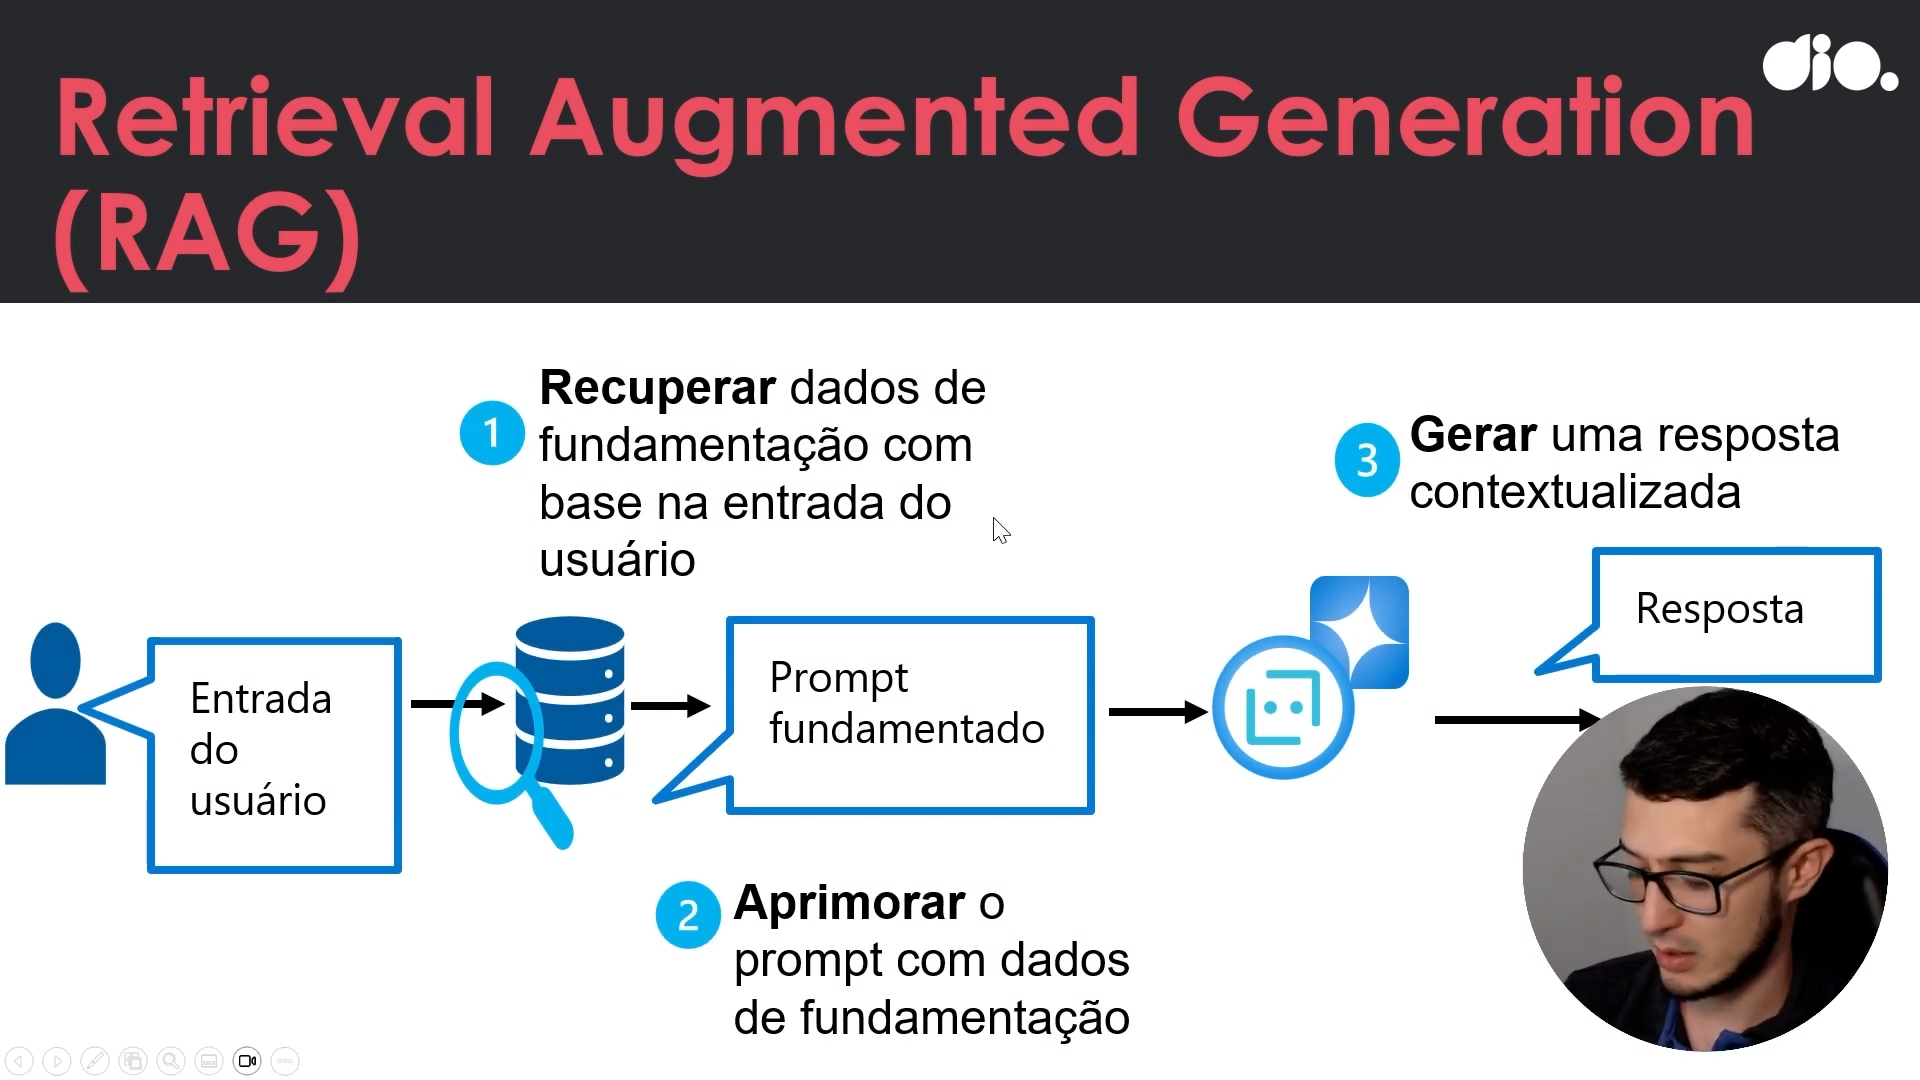 dio.
Retrieval Augmented Generation
(RAG)
1
Recuperar dados de
fundamentação com
base na entrada do
usuário
3
Gerar uma resposta
contextualizada
Entrada
do
usuário
Prompt
fundamentado
Resposta
2
Aprimorar o
prompt com dados
de fundamentação